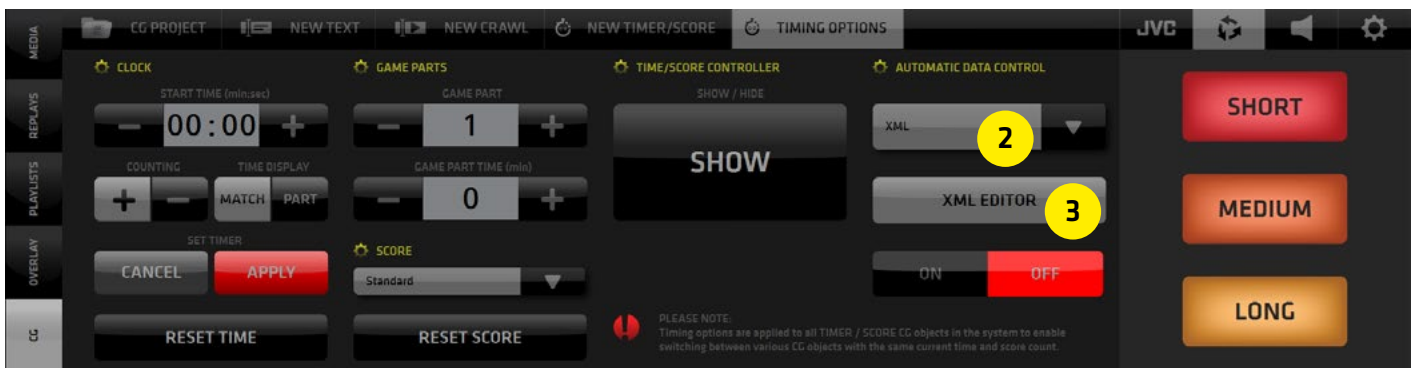 CG PROJECT
NEW TEXT
NEW CRAWL
NEW TIMER/SCORE
TIMING OPTIONS
JVC
MEDIA
REPLAYS
PLAYLISTS
OVERLAY
CG
CLOCK
START TIME (min:sec)
− 00:00 +
COUNTING
TIME DISPLAY
+ −
MATCH PART
SET TIMER
CANCEL APPLY
RESET TIME
GAME PARTS
GAME PART
− 1 +
GAME PART TIME (min)
− 0 +
SCORE
Standard
RESET SCORE
TIME/SCORE CONTROLLER
SHOW / HIDE
SHOW
PLEASE NOTE:
Timing options are applied to all TIMER / SCORE CG objects in the system to enable
switching between various CG objects with the same current time and score count.
AUTOMATIC DATA CONTROL
XML
2
XML EDITOR
3
ON OFF
SHORT
MEDIUM
LONG